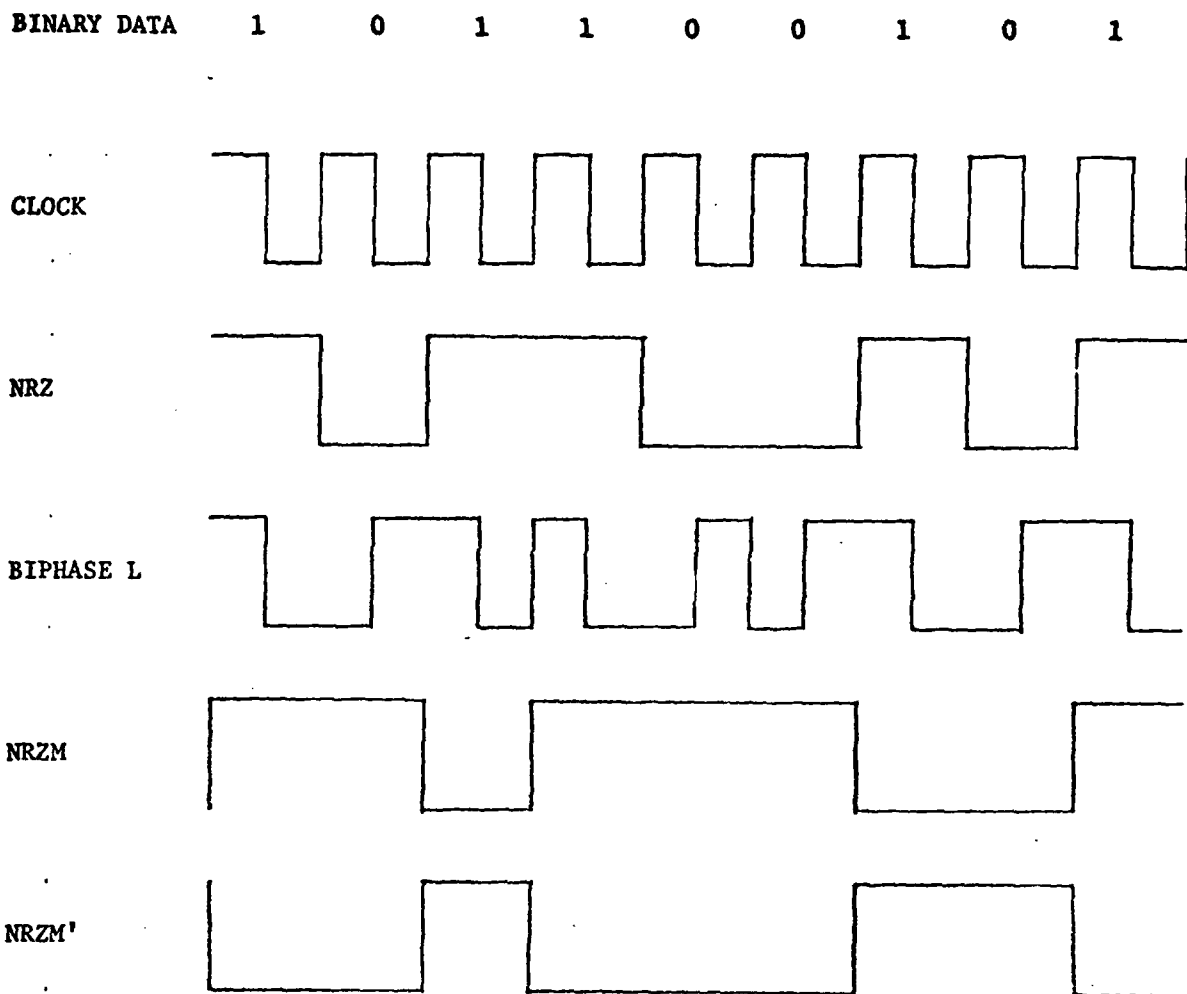 BINARY DATA 1 0 1 1 0 0 1 0 1
CLOCK
NRZ
BIPHASE L
NRZM
NRZM'